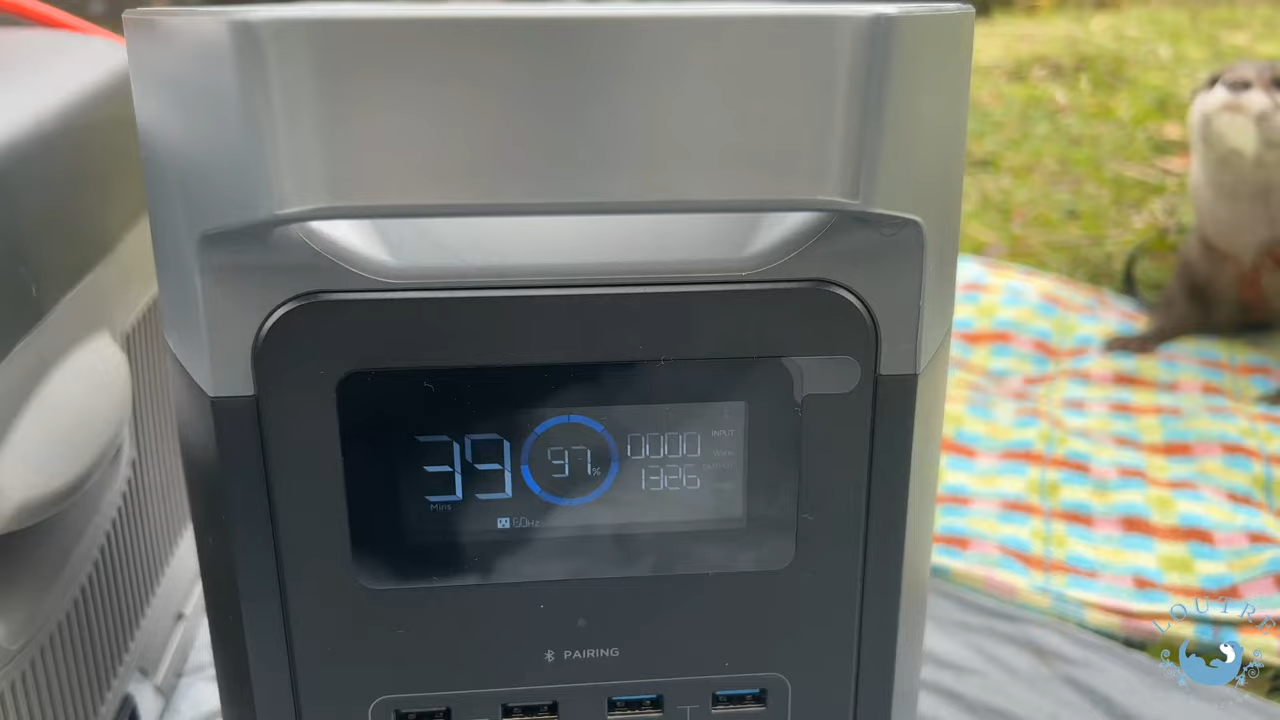 39
Mins
97%
0000
1326
INPUT
Watts
OUTPUT
60Hz
PAIRING
LOUTRE